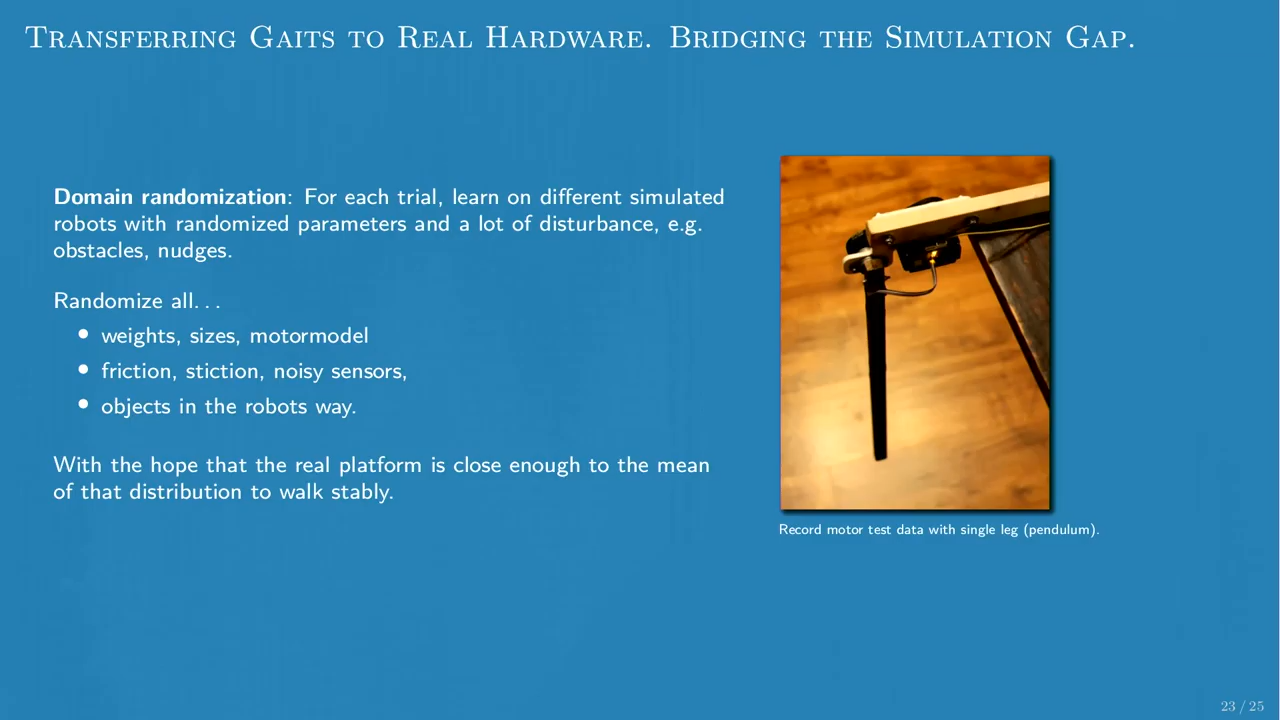 Transferring Gaits to Real Hardware. Bridging the Simulation Gap.
Domain randomization: For each trial, learn on different simulated
robots with randomized parameters and a lot of disturbance, e.g.
obstacles, nudges.
Randomize all...
• weights, sizes, motormodel
• friction, stiction, noisy sensors,
• objects in the robots way.
With the hope that the real platform is close enough to the mean
of that distribution to walk stably.
Record motor test data with single leg (pendulum).
23 / 25